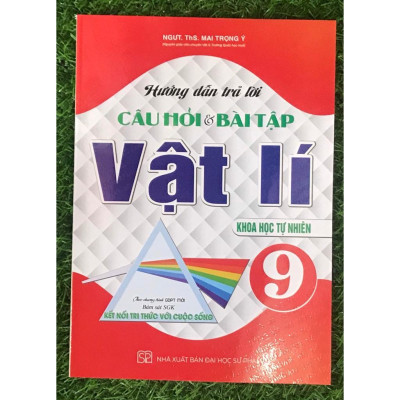 NGƯT. ThS. MAI TRỌNG Ý
Hướng dẫn trả lời
CÂU HỎI & BÀI TẬP
Vật lí
KHOA HỌC TỰ NHIÊN
9
Theo chương trình GDPT MỚI
Bám sát SGK
KẾT NỐI TRI THỨC VỚI CUỘC SỐNG
NHÀ XUẤT BẢN ĐẠI HỌC SƯ PHẠM